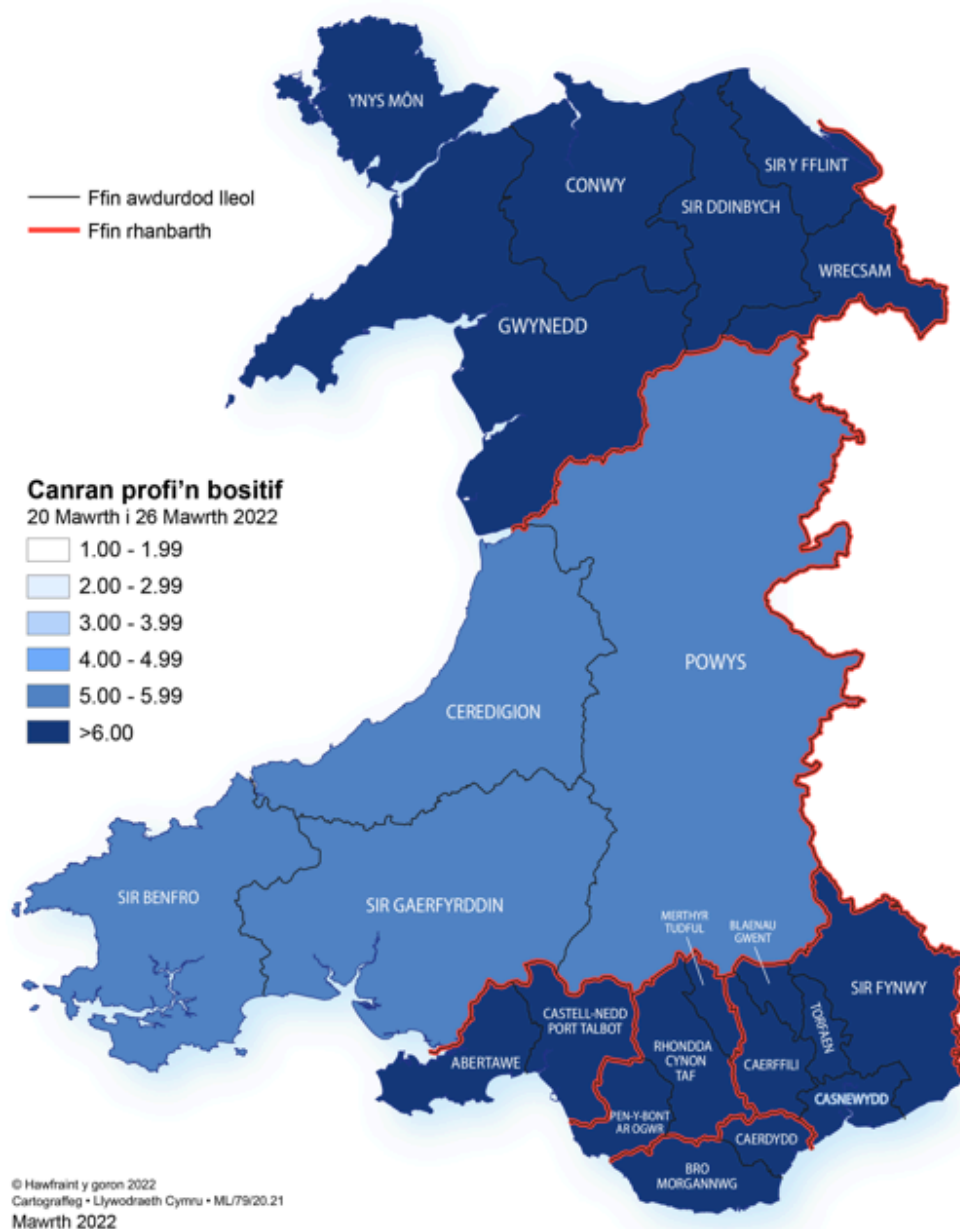 YNYS MÔN
SIR Y FFLINT
CONWY
SIR DDINBYCH
Ffin awdurdod lleol
Ffin rhanbarth
WRECSAM
GWYNEDD
Canran profi'n bositif
20 Mawrth i 26 Mawrth 2022
1.00 - 1.99
2.00 - 2.99
3.00 - 3.99
4.00 - 4.99
5.00 - 5.99
>6.00
POWYS
CEREDIGION
SIR BENFRO
SIR GAERFYRDDIN
MERTHYR
TUDFUL
BLAENAU
GWENT
SIR FYNWY
CASTELL-NEDD
PORT TALBOT
TORFAEN
ABERTAWE
RHONDDA
CYNON
TAF
CAERFFILI
CASNEWYDD
PEN-Y-BONT
AR OGWR
CAERDYDD
BRO
MORGANNWG
© Hawfraint y goron 2022
Cartograffeg • Llywodraeth Cymru • ML/79/20.21
Mawrth 2022